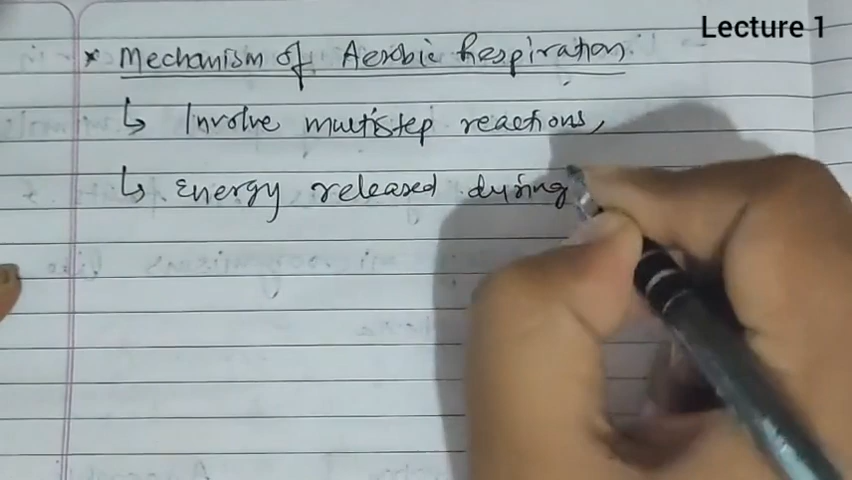 Lecture 1
* Mechanism of Aerobic Respiration
↳ Involve multistep reactions,
↳ Energy released during